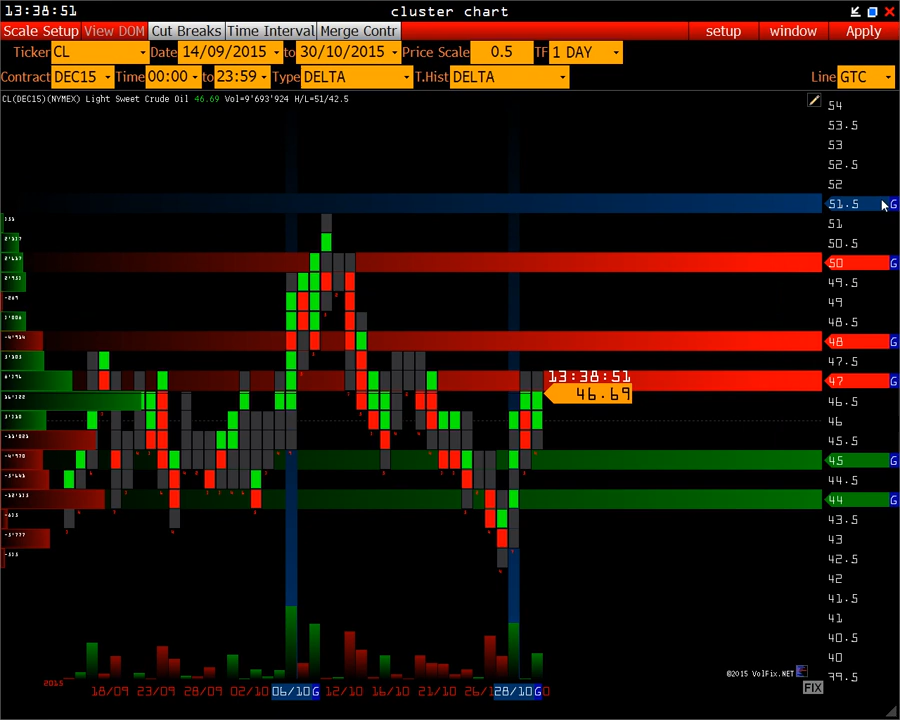 13:38:51
cluster chart
Scale Setup View DOM Cut Breaks Time Interval Merge Contr setup window Apply
Ticker CL Date 14/09/2015 to 30/10/2015 Price Scale 0.5 TF 1 DAY
Contract DEC15 Time 00:00 to 23:59 Type DELTA T.Hist DELTA Line GTC
CL(DEC15)(NYMEX) Light Sweet Crude Oil 46.69 Vol=9'693'924 H/L=51/42.5
54
53.5
53
52.5
52
51.5 G
51
50.5
50 G
49.5
49
48.5
48 G
47.5
13:38:51
47 G
46.69
46.5
46
45.5
45 G
44.5
44 G
43.5
43
42.5
42
41.5
41
40.5
40
©2015 VolFix.NET
39.5
2015
18/09 23/09 28/09 02/10 06/10 G 12/10 16/10 21/10 28/10 G
FIX